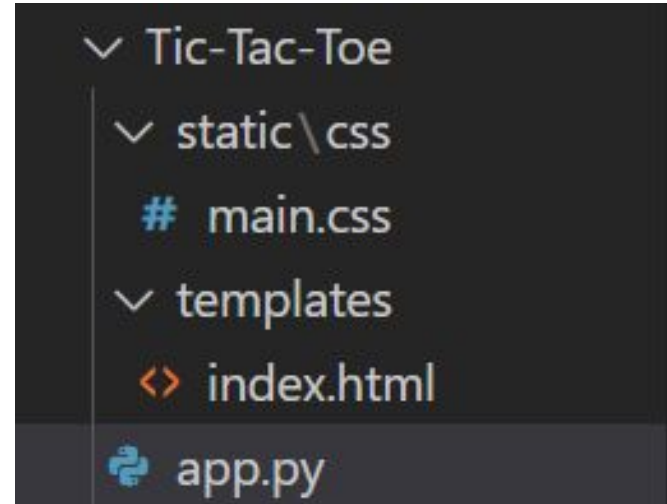 Tic-Tac-Toe
static\css
# main.css
templates
<> index.html
app.py